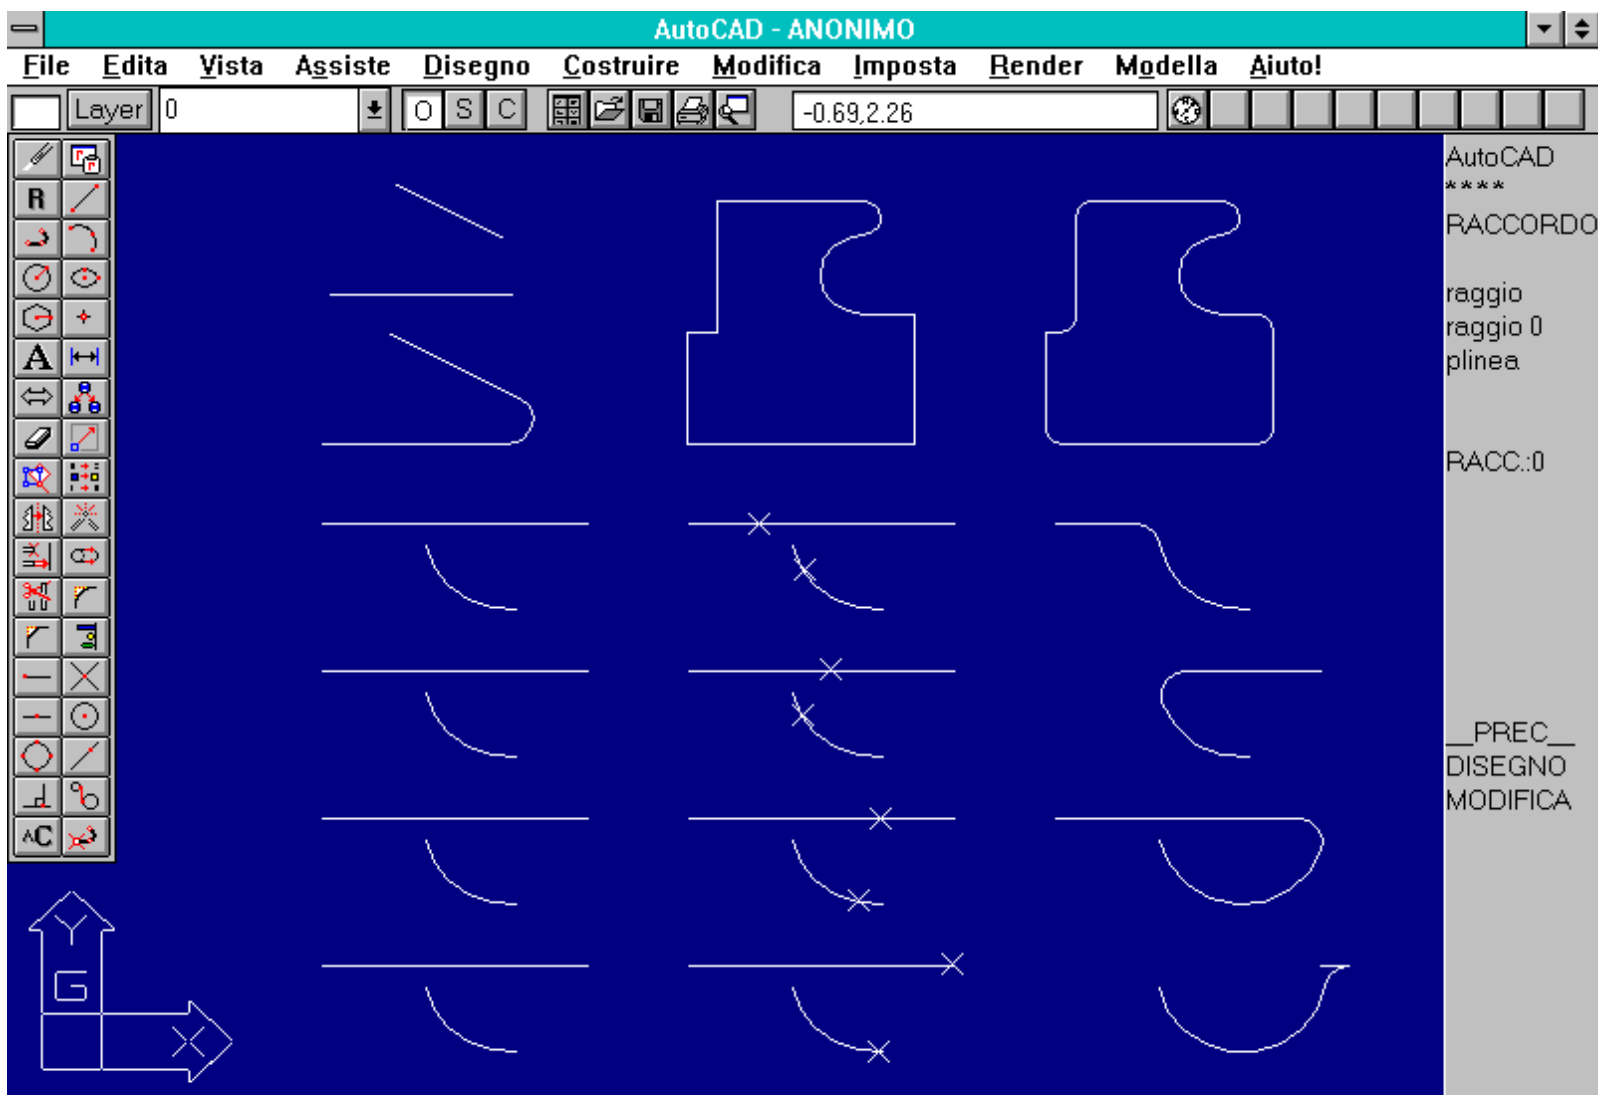 AutoCAD - ANONIMO
File Edita Vista Assiste Disegno Costruire Modifica Imposta Render Modella Aiuto!
Layer 0 O S C -0.69,2.26
AutoCAD
* * * *
RACCORDO
raggio
raggio 0
plinea
RACC.:0
__PREC__
DISEGNO
MODIFICA
R
A
AC
Y
G
X